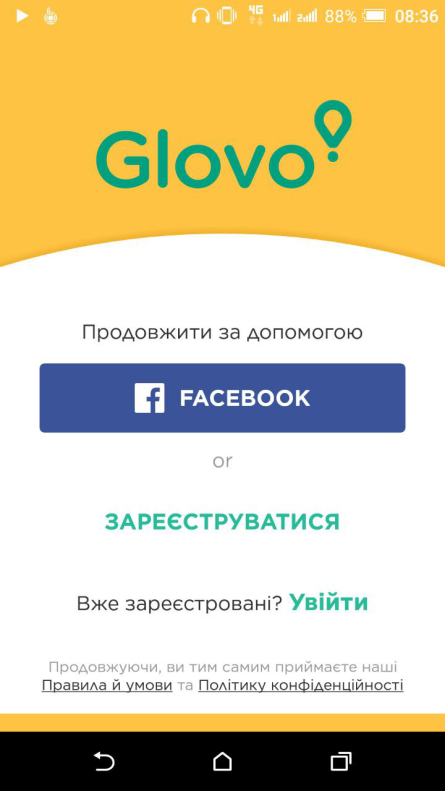 4G 88% 08:36
Glovo
Продовжити за допомогою
FACEBOOK
or
ЗАРЕЄСТРУВАТИСЯ
Вже зареєстровані? Увійти
Продовжуючи, ви тим самим приймаєте наші
Правила й умови та Політику конфіденційності